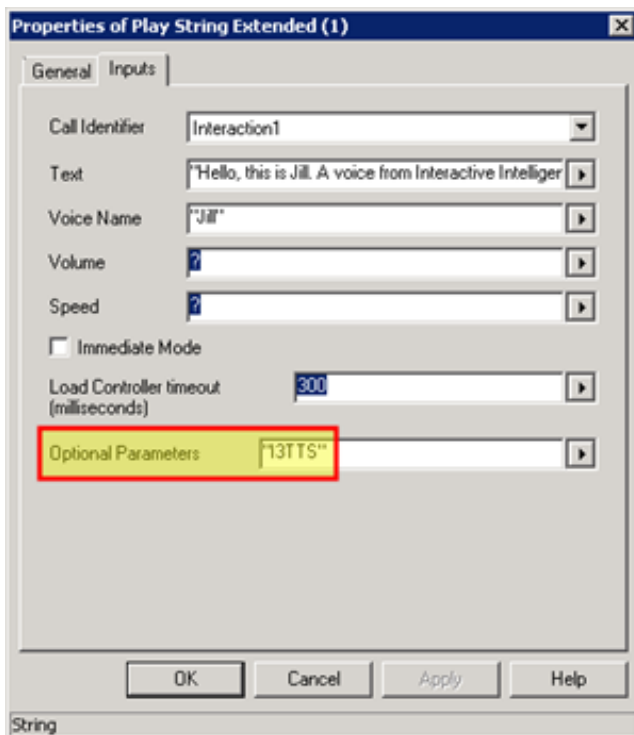 Properties of Play String Extended (1)
General Inputs
Call Identifier Interaction1
Text "Hello, this is Jill. A voice from Interactive Intelliger
Voice Name "Jill"
Volume ?
Speed ?
Immediate Mode
Load Controller timeout 300
(milliseconds)
Optional Parameters "13TTS"
OK Cancel Apply Help
String